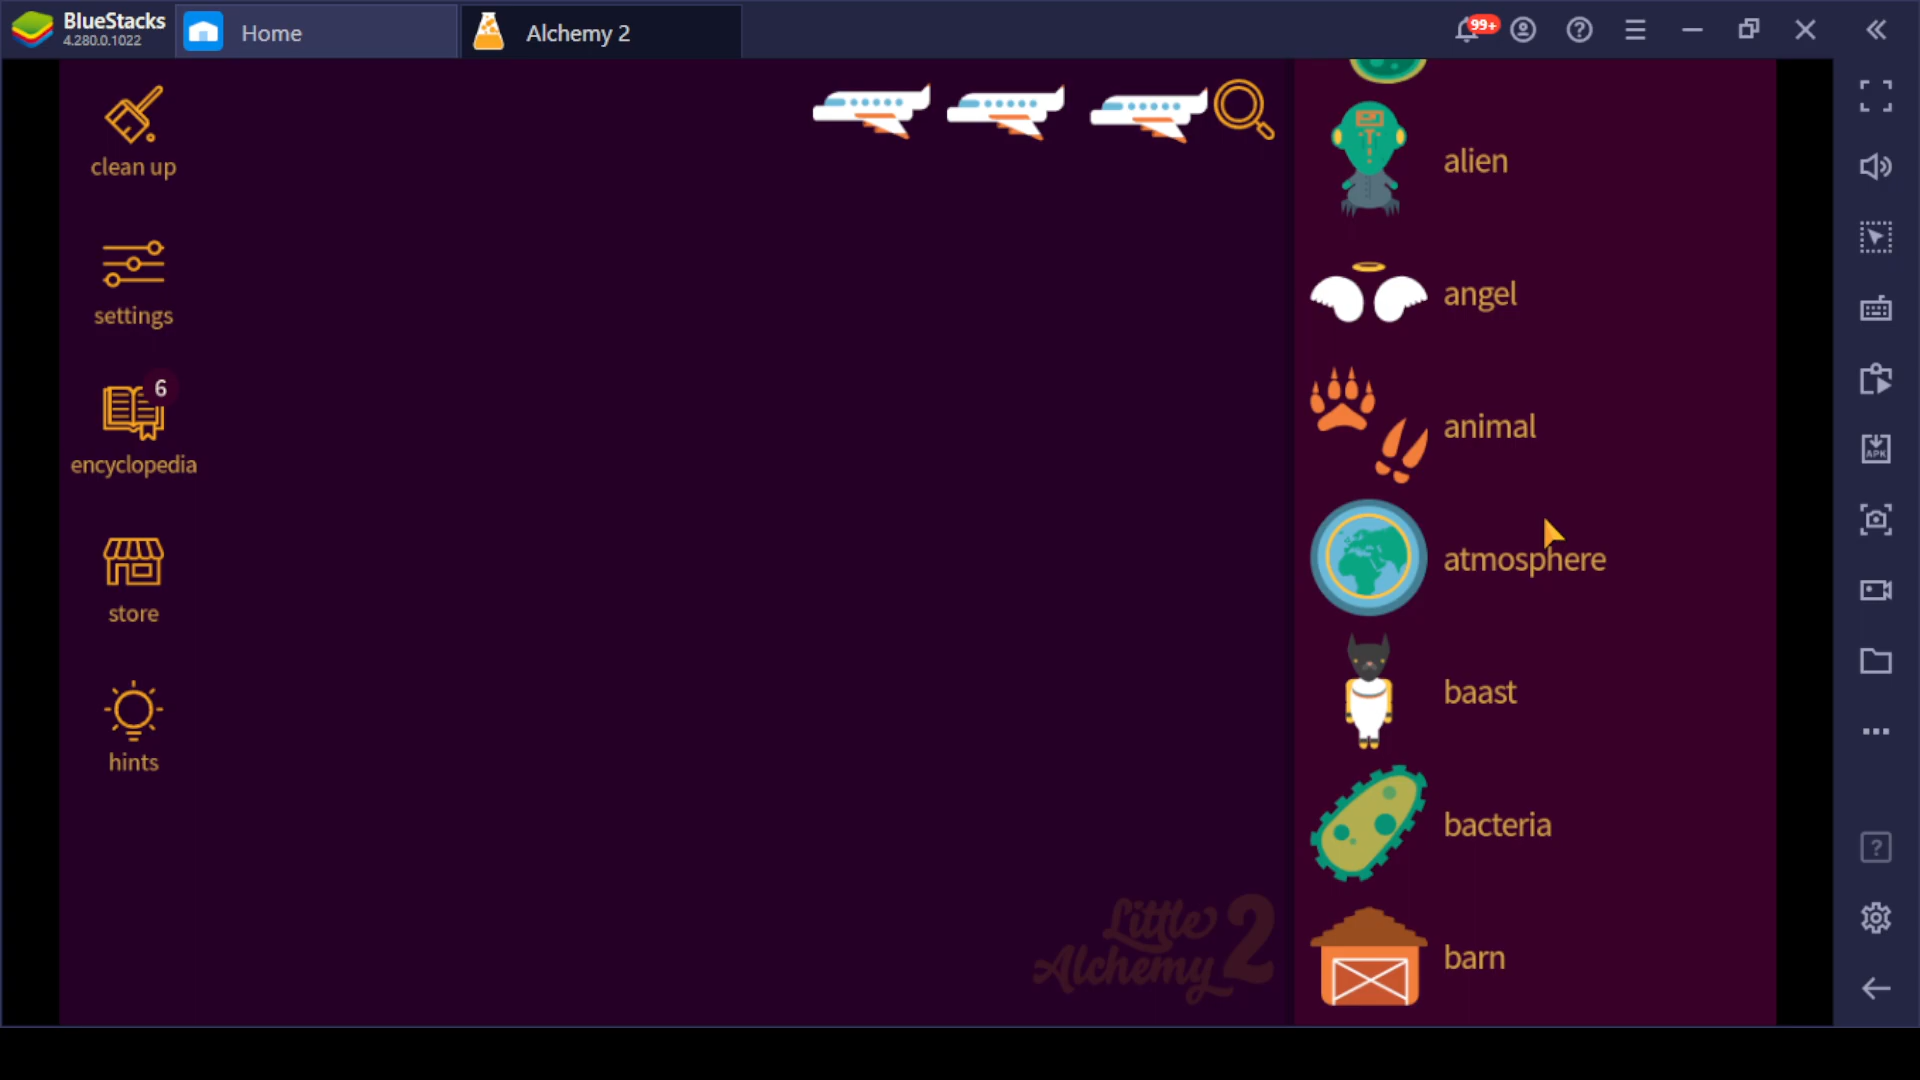 BlueStacks
4.280.0.1022
Home
Alchemy 2
99+
clean up
settings
6
encyclopedia
store
hints
alien
angel
animal
atmosphere
baast
bacteria
barn
Little
Alchemy 2
APK